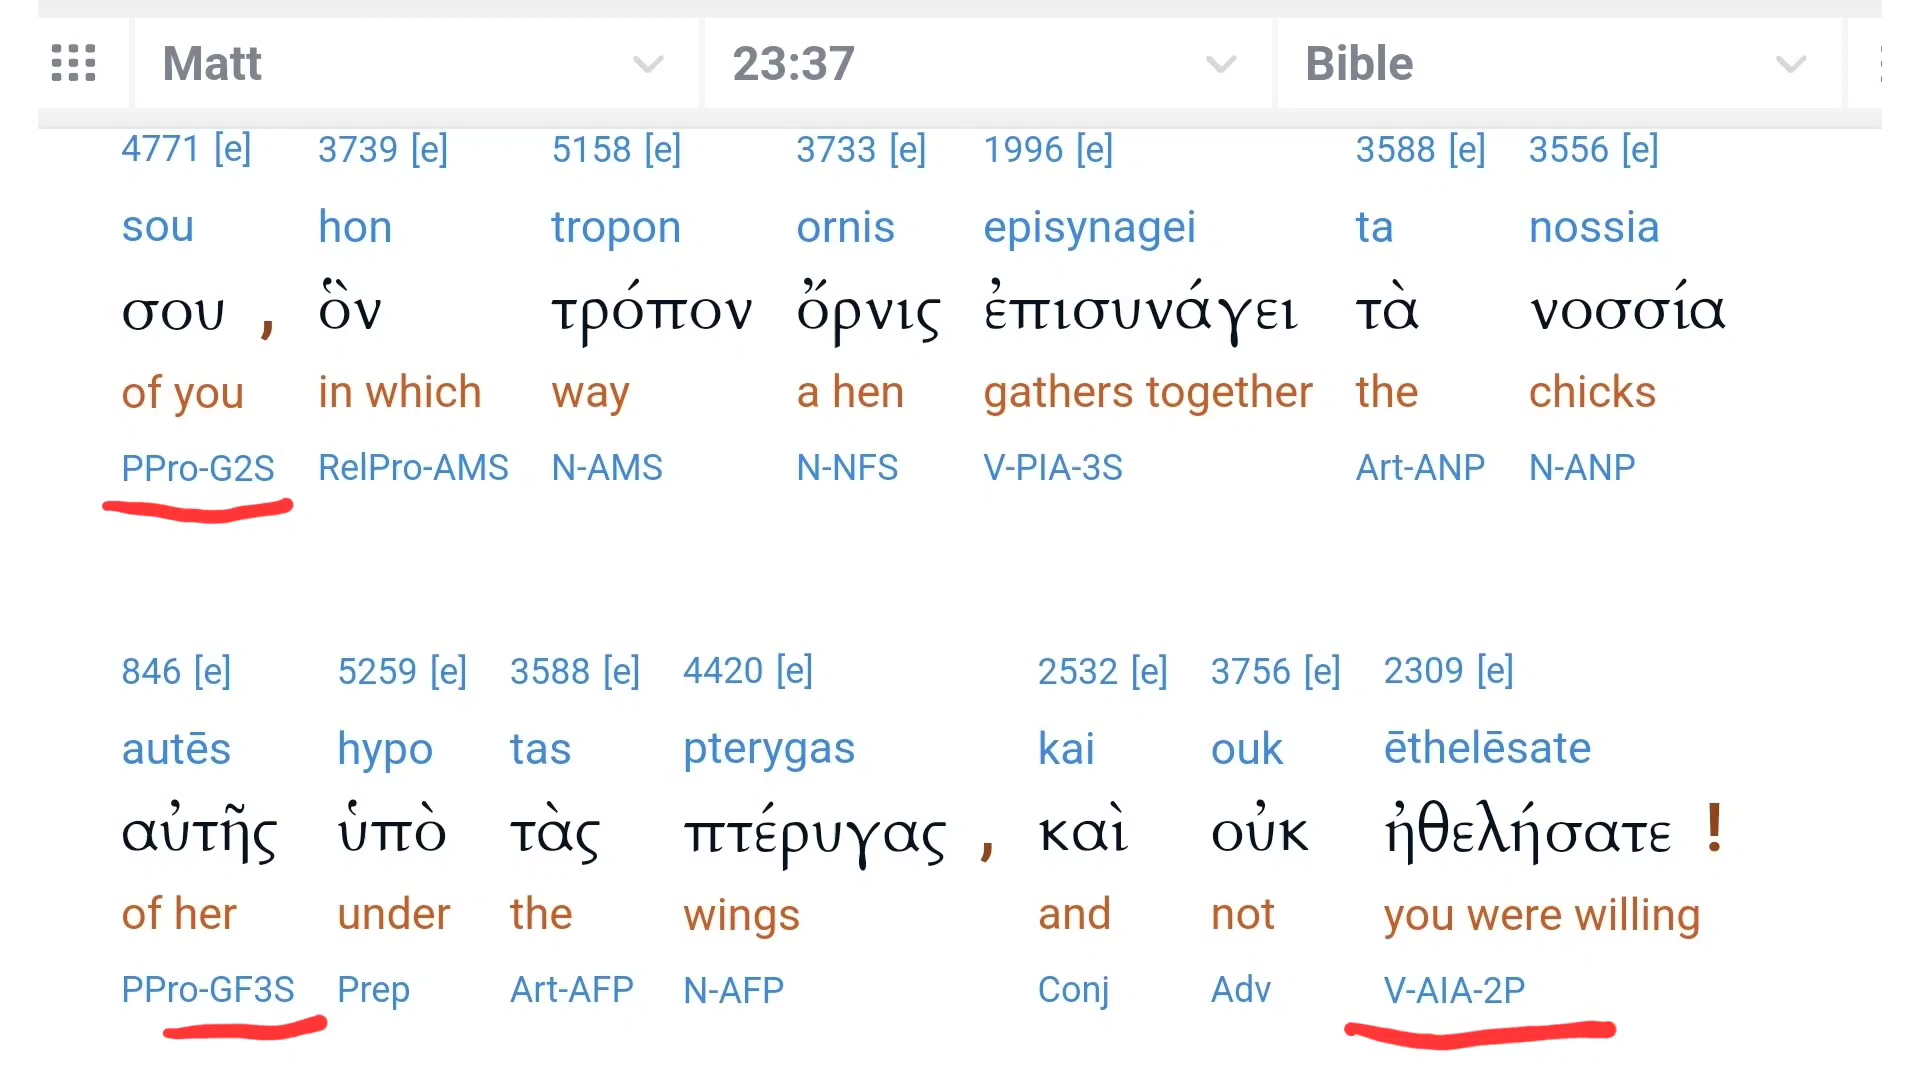 Matt 23:37 Bible
4771 [e] 3739 [e] 5158 [e] 3733 [e] 1996 [e] 3588 [e] 3556 [e]
sou hon tropon ornis episynagei ta nossia
σου , ὃν τρόπον ὄρνις ἐπισυνάγει τὰ νοσσία
of you in which way a hen gathers together the chicks
PPro-G2S RelPro-AMS N-AMS N-NFS V-PIA-3S Art-ANP N-ANP
846 [e] 5259 [e] 3588 [e] 4420 [e] 2532 [e] 3756 [e] 2309 [e]
autēs hypo tas pterygas kai ouk ēthelēsate
αὐτῆς ὑπὸ τὰς πτέρυγας , καὶ οὐκ ἠθελήσατε !
of her under the wings and not you were willing
PPro-GF3S Prep Art-AFP N-AFP Conj Adv V-AIA-2P